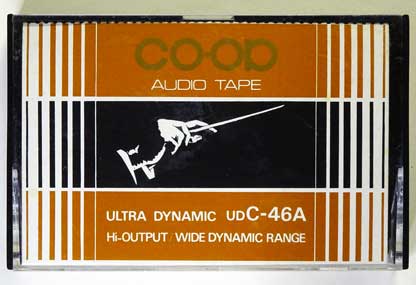 CO-OP
AUDIO TAPE
ULTRA DYNAMIC UDC-46A
Hi-OUTPUT / WIDE DYNAMIC RANGE